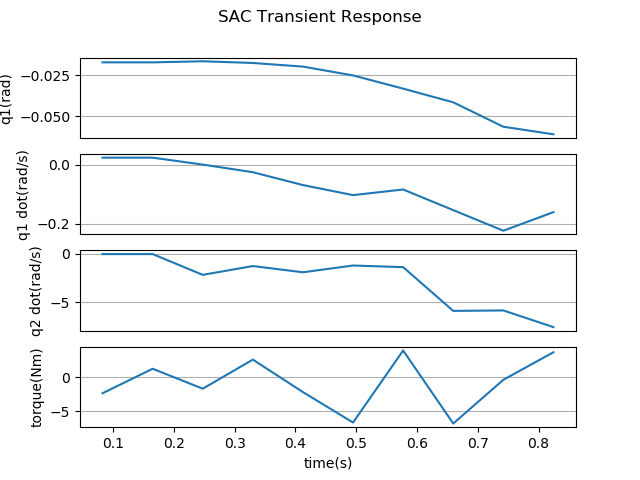 SAC Transient Response
q1(rad)
−0.025
−0.050
q1 dot(rad/s)
0.0
−0.2
q2 dot(rad/s)
0
−5
torque(Nm)
0
−5
0.1 0.2 0.3 0.4 0.5 0.6 0.7 0.8
time(s)